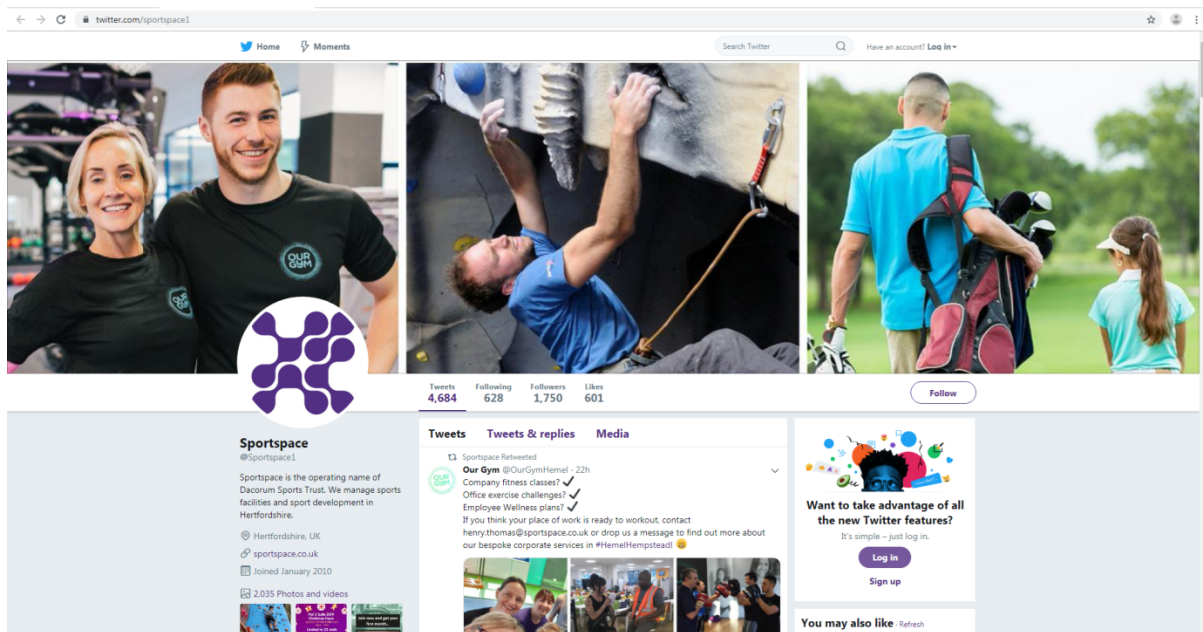 twitter.com/sportspace1
Home Moments
Search Twitter
Have an account? Log in
OUR GYM
OUR GYM
Tweets Following Followers Likes
4,684 628 1,750 601
Follow
Sportspace
@Sportspace1
Sportspace is the operating name of
Dacorum Sports Trust. We manage sports
facilities and sport development in
Hertfordshire.
Hertfordshire, UK
sportspace.co.uk
Joined January 2010
2,035 Photos and videos
Tweets Tweets & replies Media
Sportspace Retweeted
Our Gym @OurGymHemel · 22h
Company fitness classes? ✔
Office exercise challenges? ✔
Employee Wellness plans? ✔
If you think your place of work is ready to workout, contact
henry.thomas@sportspace.co.uk or drop us a message to find out more about
our bespoke corporate services in #HemelHempstead! 😀
OUR GYM
Want to take advantage of all
the new Twitter features?
It's simple – just log in.
Log in
Sign up
You may also like · Refresh